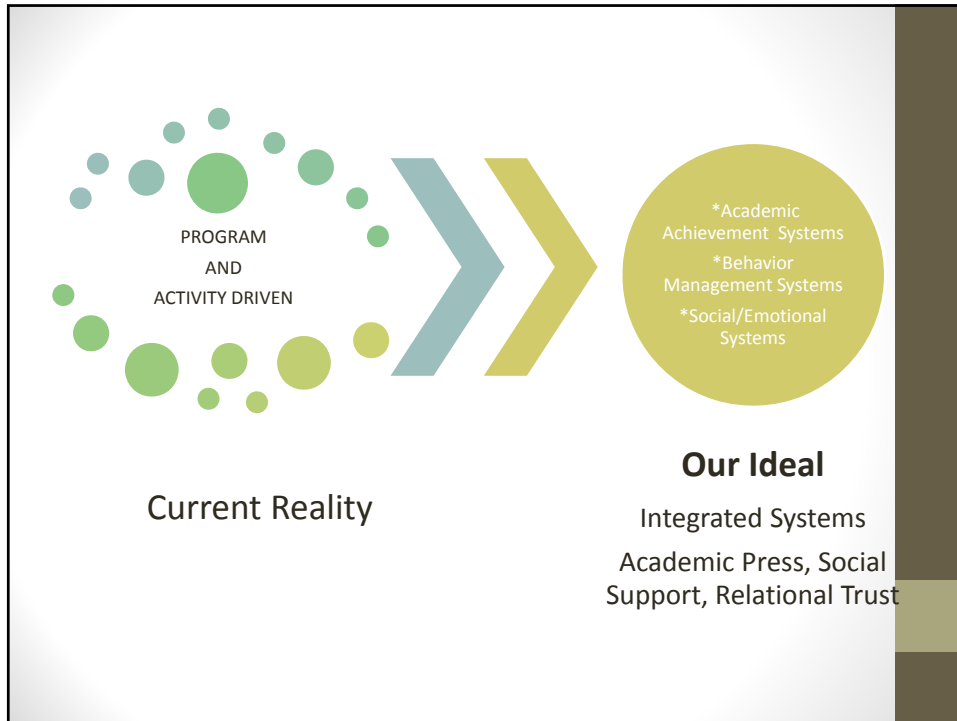 PROGRAM
AND
ACTIVITY DRIVEN
Current Reality
*Academic
Achievement Systems
*Behavior
Management Systems
*Social/Emotional
Systems
Our Ideal
Integrated Systems
Academic Press, Social
Support, Relational Trust